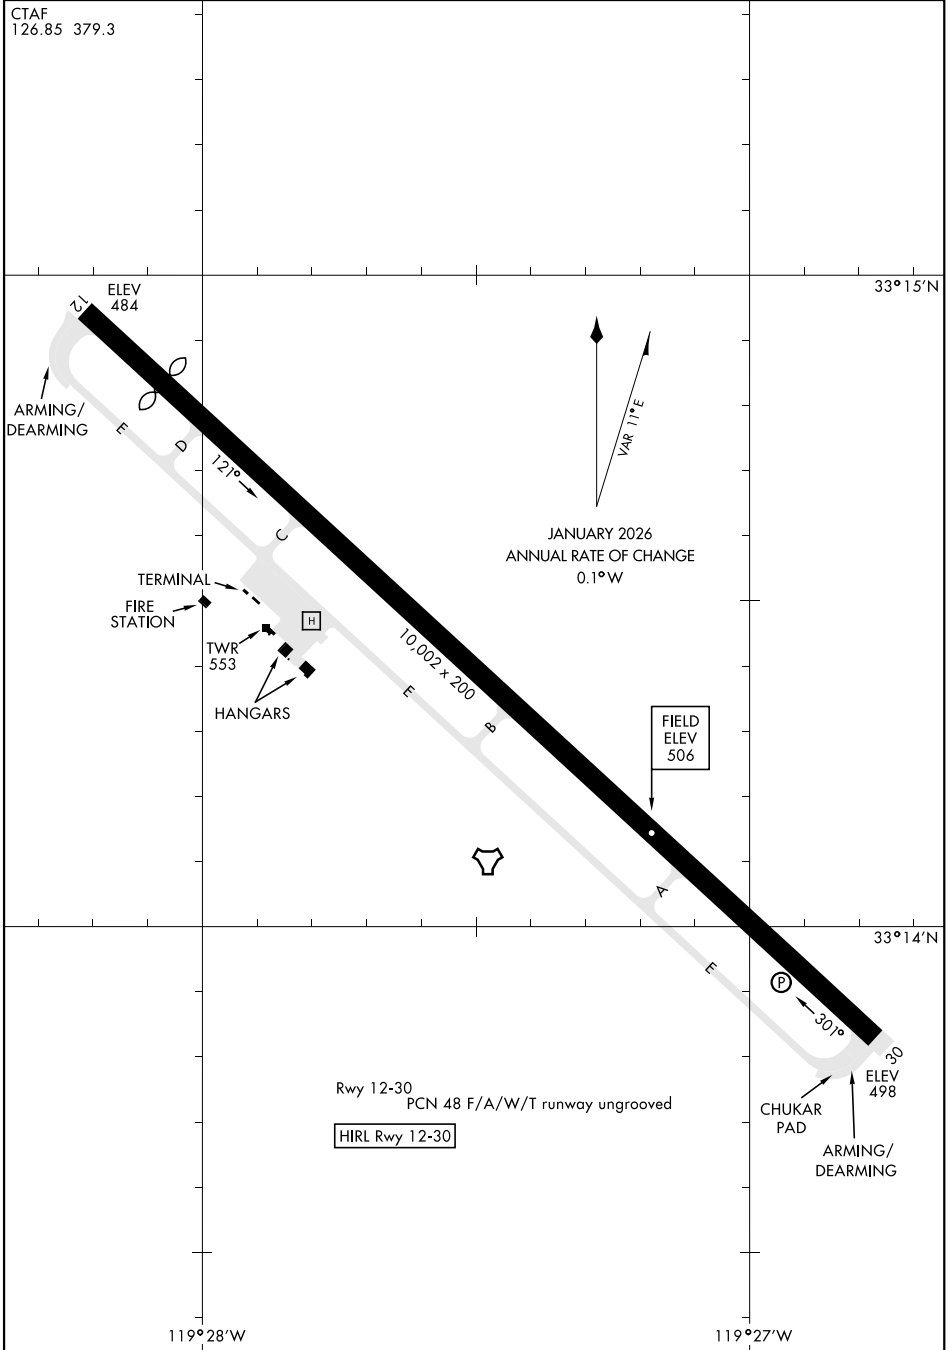 CTAF
126.85 379.3
33°15'N
ELEV
484
12
ARMING/
DEARMING
E
D
121°
C
VAR 11°E
JANUARY 2026
ANNUAL RATE OF CHANGE
0.1°W
TERMINAL
FIRE
STATION
H
TWR
553
HANGARS
10,002 x 200
E
B
FIELD
ELEV
506
A
33°14'N
E
P
301°
30
ELEV
498
CHUKAR
PAD
ARMING/
DEARMING
Rwy 12-30
PCN 48 F/A/W/T runway ungrooved
HIRL Rwy 12-30
119°28'W
119°27'W